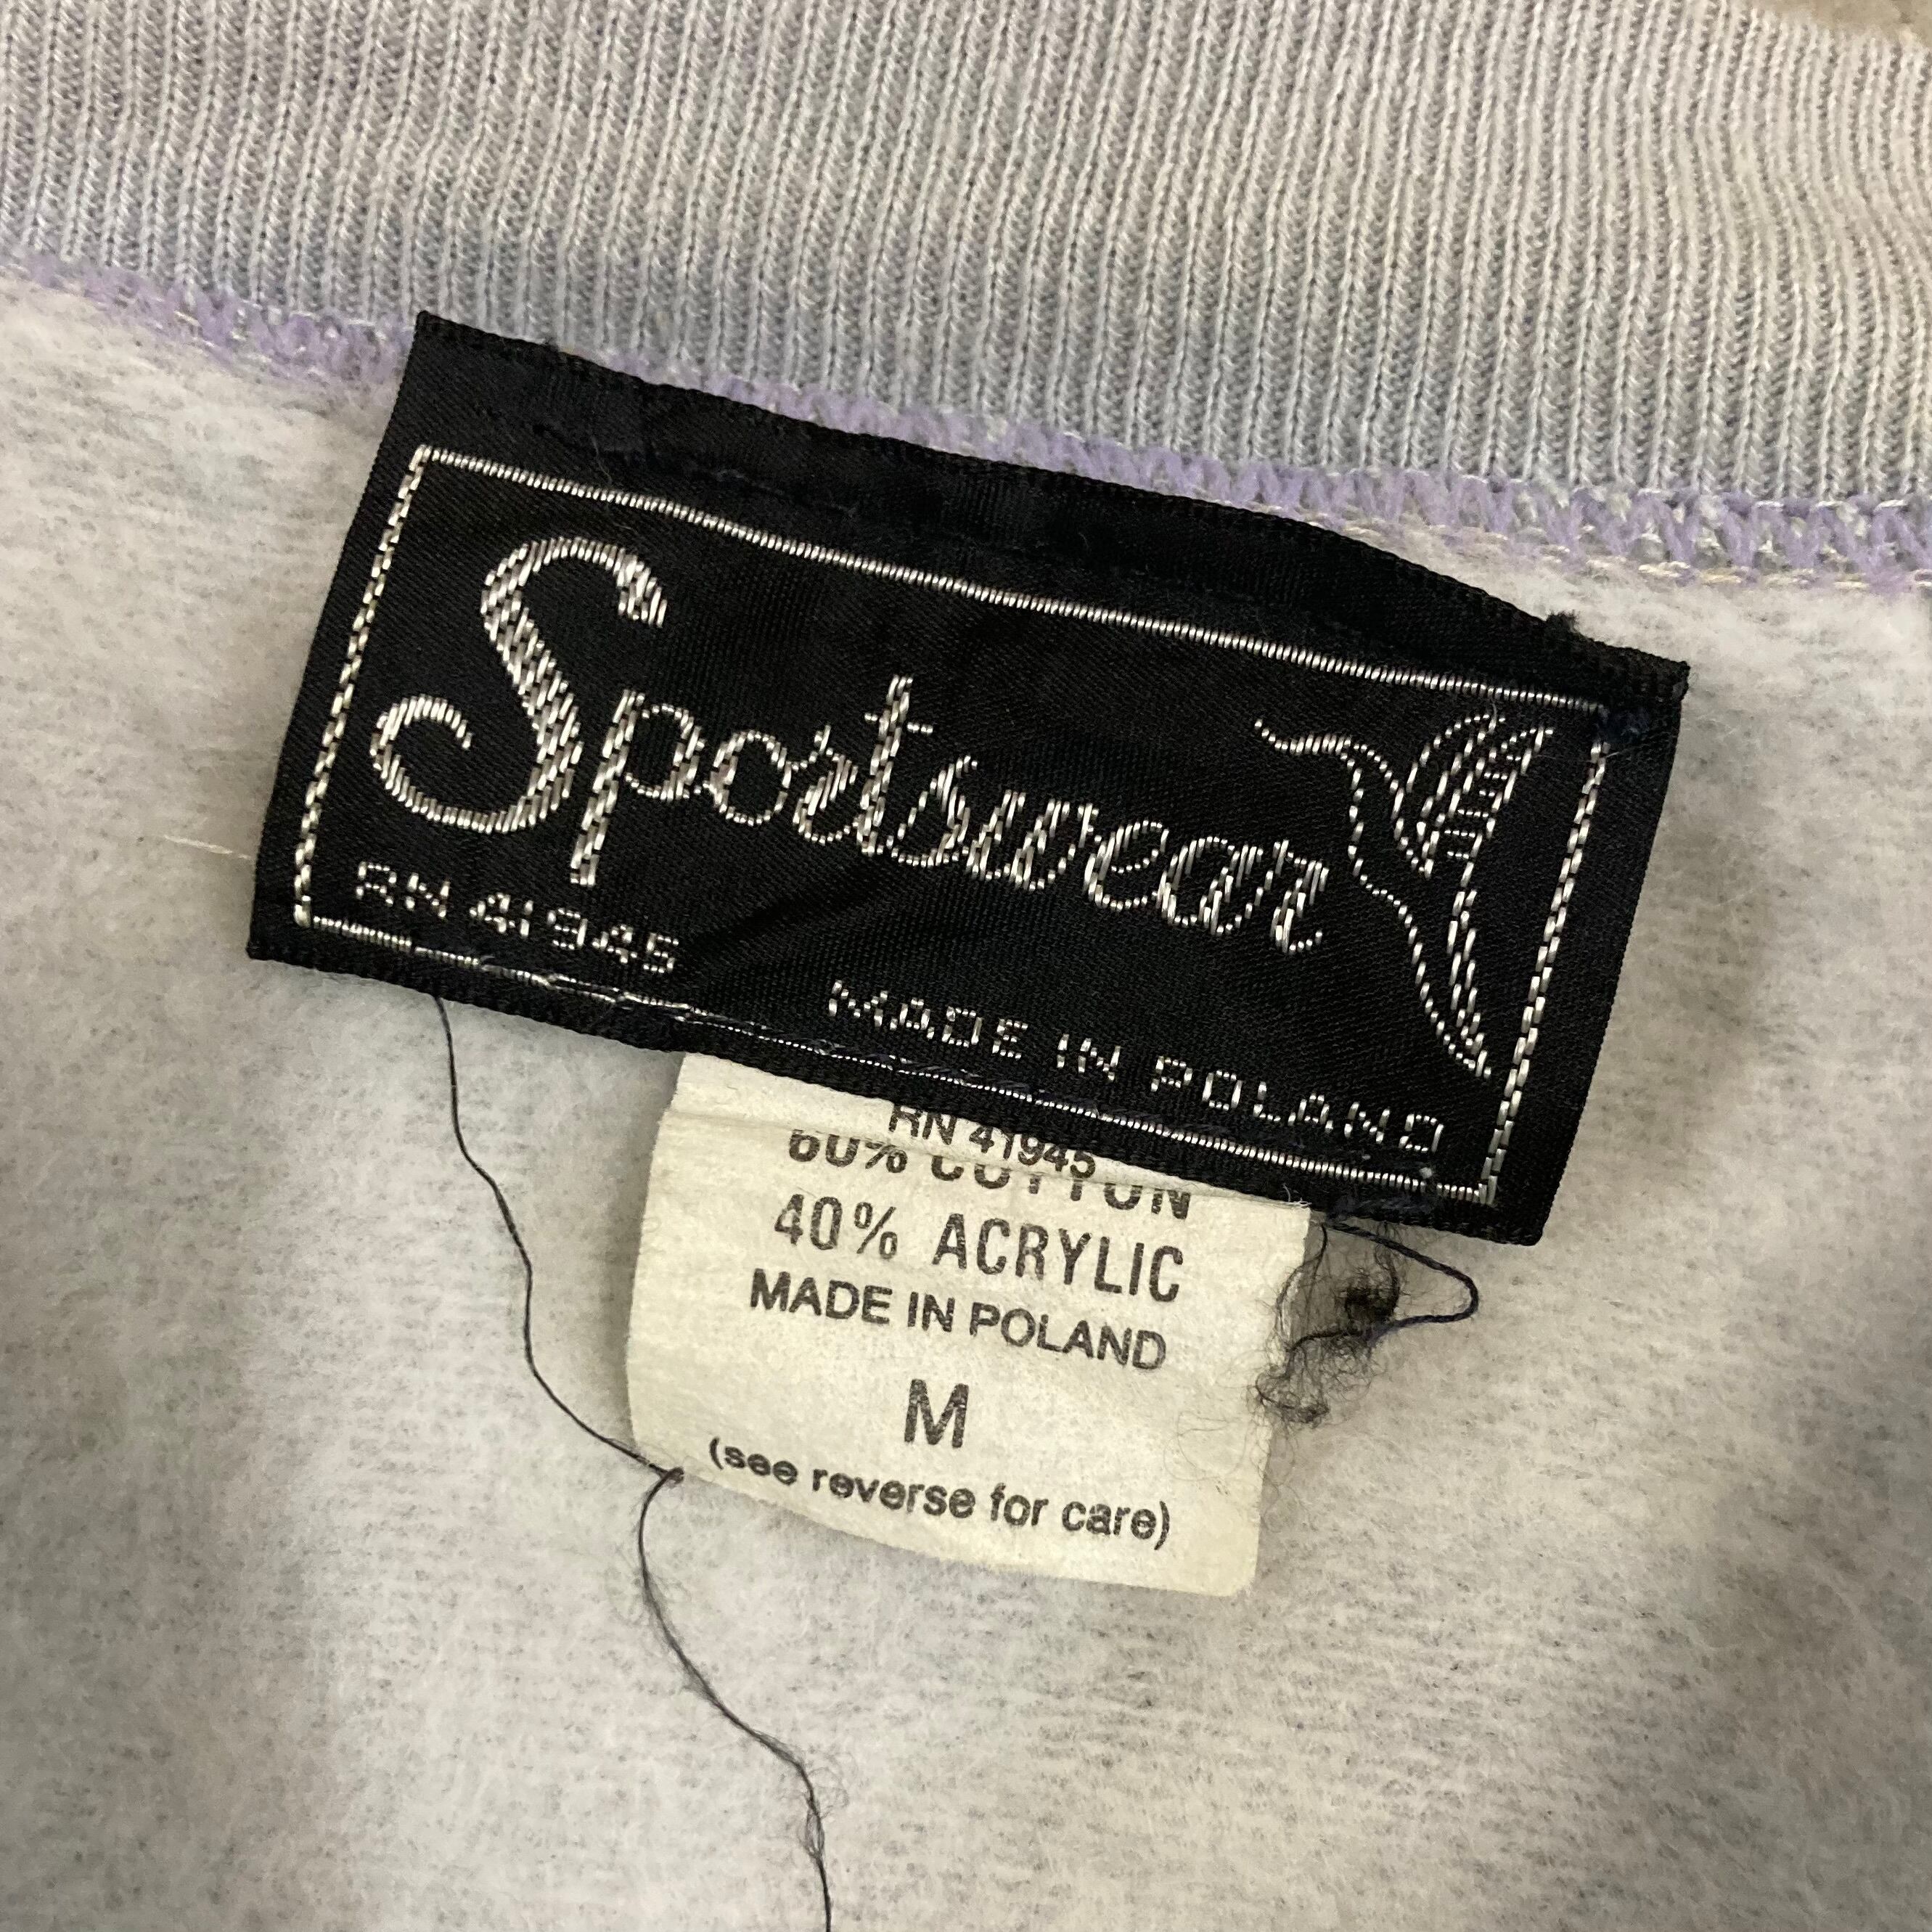 Sportswear
RN 41945
MADE IN POLAND
RN 41945
60% COTTON
40% ACRYLIC
MADE IN POLAND
M
(see reverse for care)